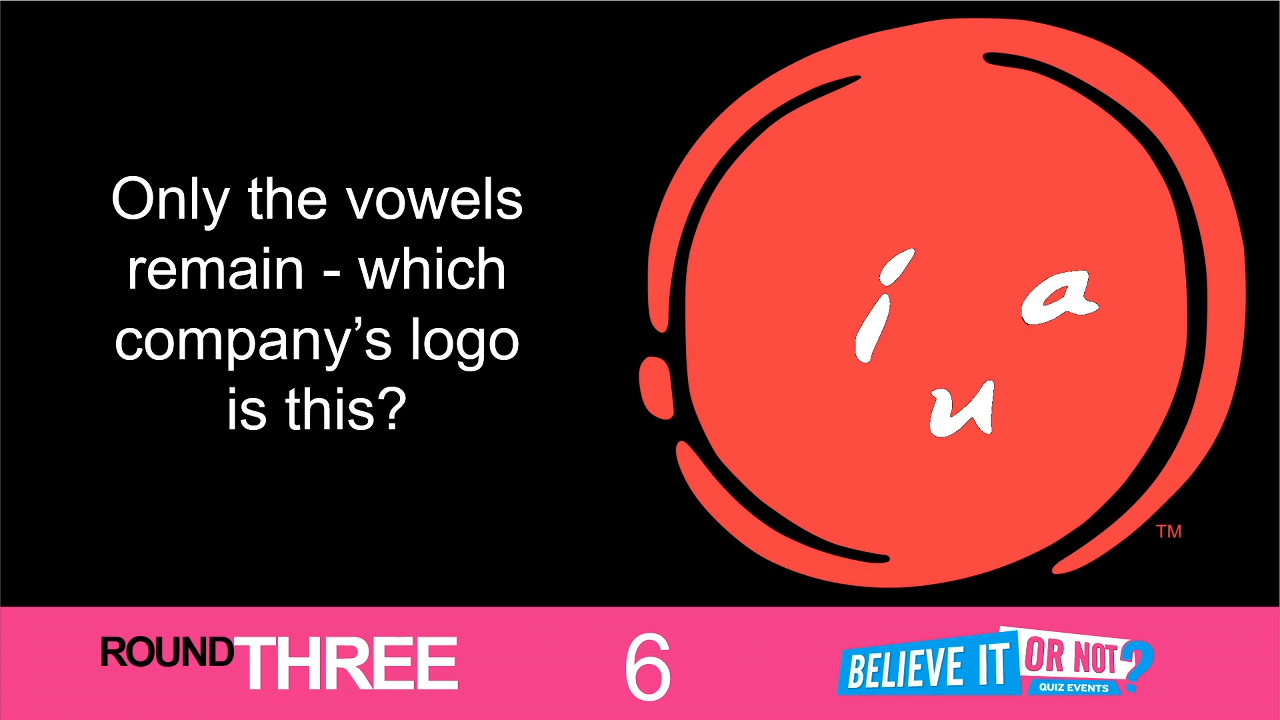 Only the vowels
remain - which
company’s logo
is this?
i a
u
TM
ROUND THREE
6
BELIEVE IT OR NOT?
QUIZ EVENTS